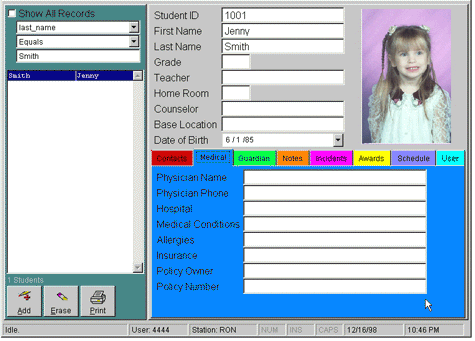 Show All Records
last_name
Equals
Smith
Smith Jenny
1 Students
Add Erase Print
Student ID 1001
First Name Jenny
Last Name Smith
Grade
Teacher
Home Room
Counselor
Base Location
Date of Birth 6 / 1 /85
Contacts Medical Guardian Notes Incidents Awards Schedule User
Physician Name
Physician Phone
Hospital
Medical Conditions
Allergies
Insurance
Policy Owner
Policy Number
Idle. User: 4444 Station: RON NUM INS CAPS 12/16/98 10:46 PM